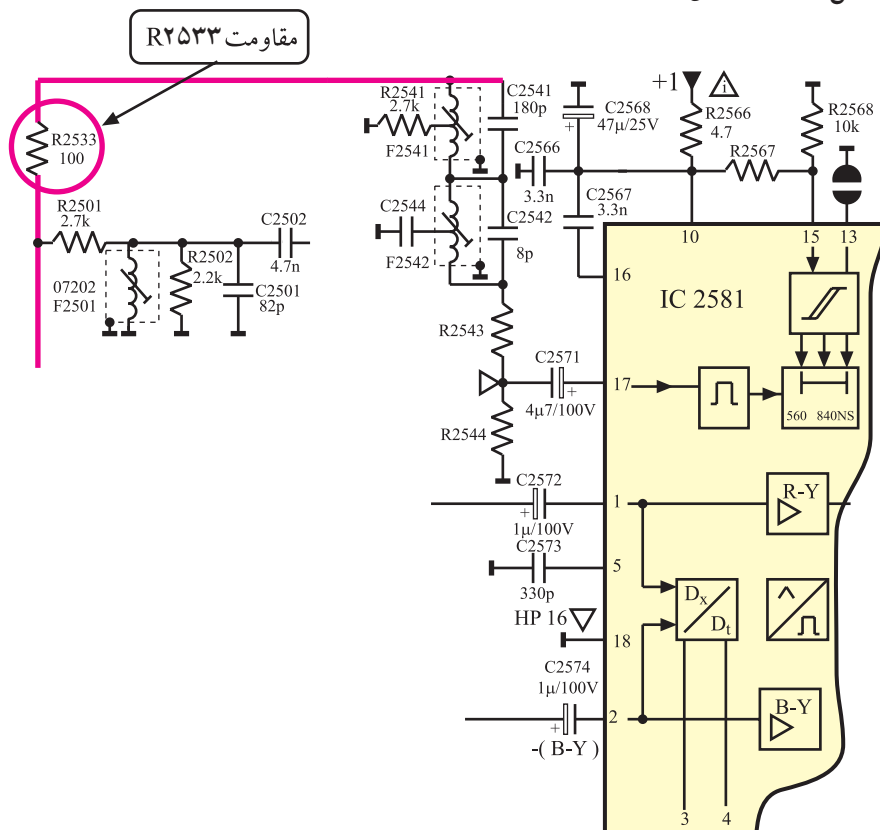 مقاومت R۲۵۳۳
R2533
100
R2501
2.7k
07202
F2501
R2502
2.2k
C2502
4.7n
C2501
82p
R2541
2.7k
F2541
C2541
180p
C2544
F2542
C2542
8p
C2566
3.3n
C2568
47µ/25V
+
C2567
3.3n
+1
i
R2566
4.7
R2567
R2568
10k
10
15
13
16
IC 2581
R2543
C2571
+
4µ7/100V
17
560 840NS
R2544
C2572
+
1µ/100V
1
R-Y
C2573
330p
5
HP 16
18
Dx
Dt
C2574
1µ/100V
+
-( B-Y )
2
B-Y
3
4